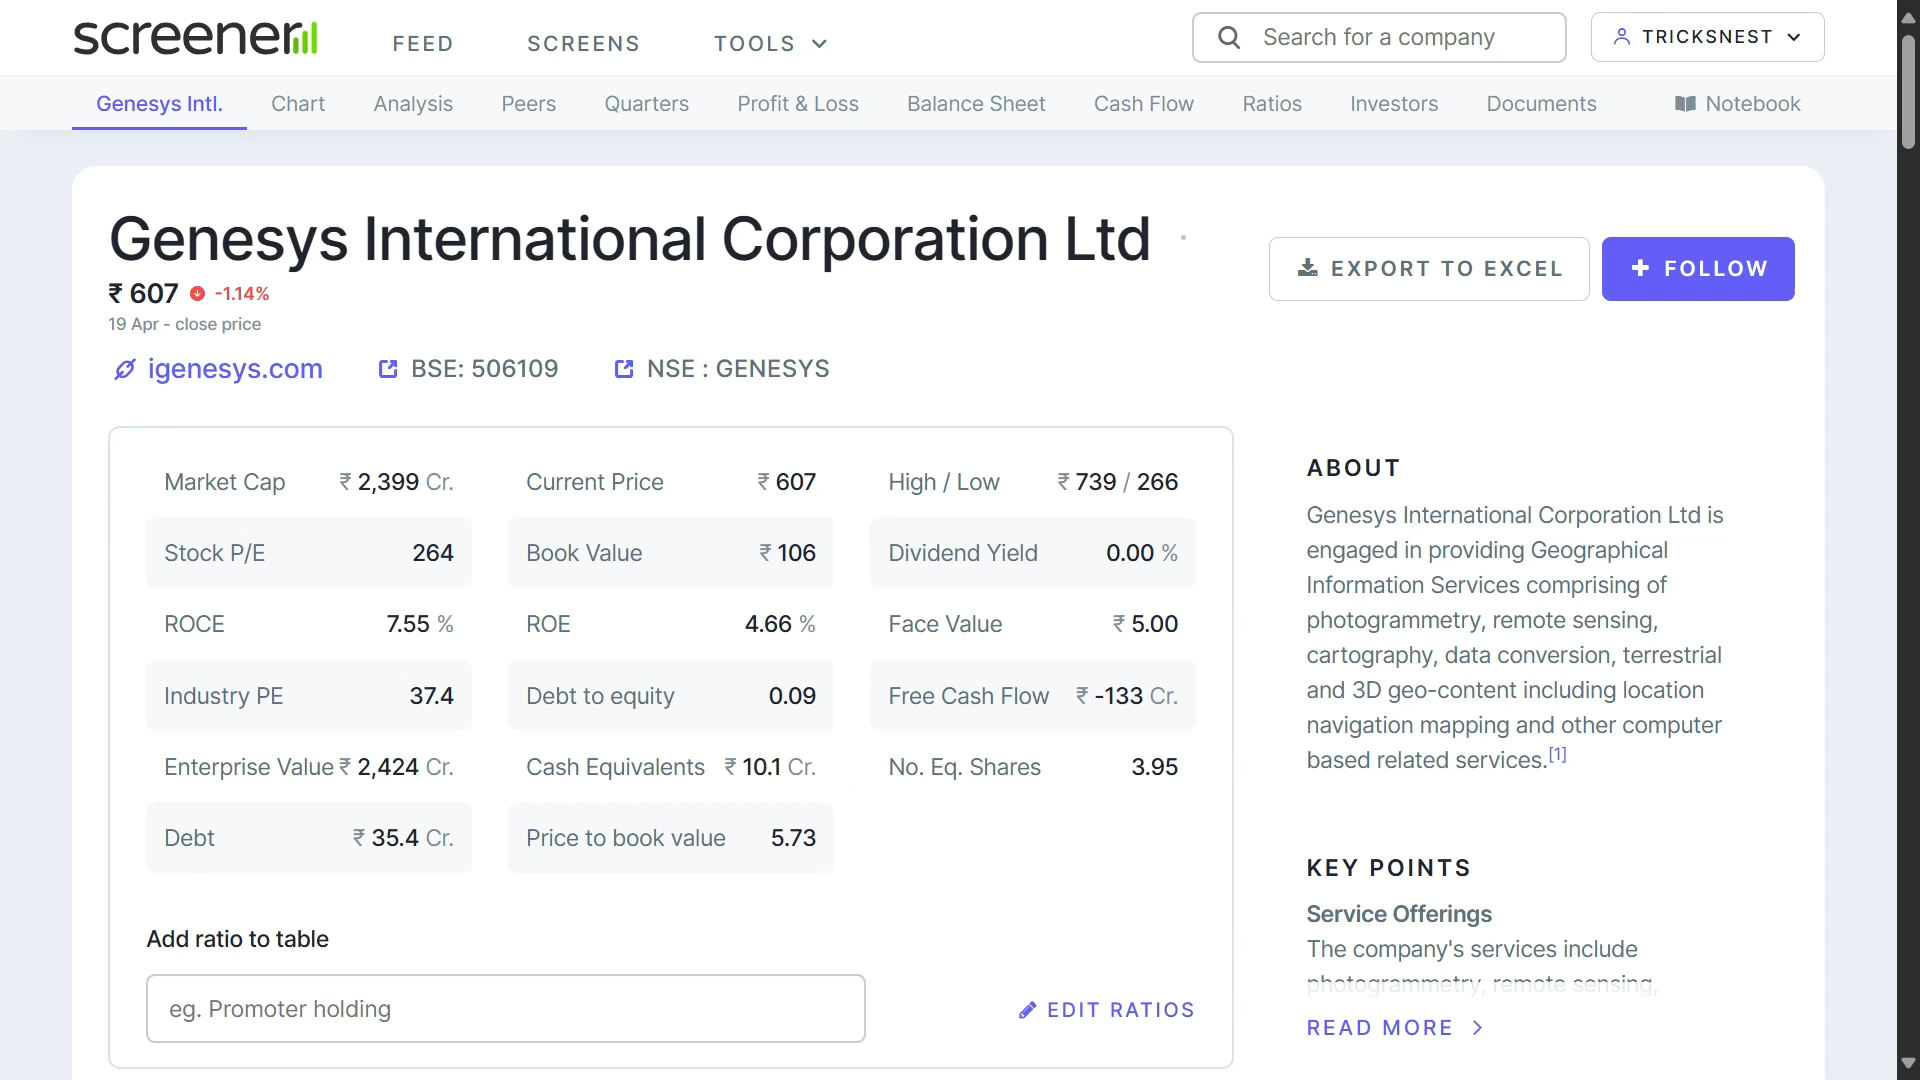 screener
FEED
SCREENS
TOOLS
Search for a company
TRICKSNEST
Genesys Intl.
Chart
Analysis
Peers
Quarters
Profit & Loss
Balance Sheet
Cash Flow
Ratios
Investors
Documents
Notebook
Genesys International Corporation Ltd
EXPORT TO EXCEL
FOLLOW
₹ 607 -1.14%
19 Apr - close price
igenesys.com
BSE: 506109
NSE : GENESYS
Market Cap ₹ 2,399 Cr.
Current Price ₹ 607
High / Low ₹ 739 / 266
Stock P/E 264
Book Value ₹ 106
Dividend Yield 0.00 %
ROCE 7.55 %
ROE 4.66 %
Face Value ₹ 5.00
Industry PE 37.4
Debt to equity 0.09
Free Cash Flow ₹ -133 Cr.
Enterprise Value ₹ 2,424 Cr.
Cash Equivalents ₹ 10.1 Cr.
No. Eq. Shares 3.95
Debt ₹ 35.4 Cr.
Price to book value 5.73
Add ratio to table
eg. Promoter holding
EDIT RATIOS
ABOUT
Genesys International Corporation Ltd is
engaged in providing Geographical
Information Services comprising of
photogrammetry, remote sensing,
cartography, data conversion, terrestrial
and 3D geo-content including location
navigation mapping and other computer
based related services.[1]
KEY POINTS
Service Offerings
The company's services include
photogrammetry, remote sensing,
READ MORE